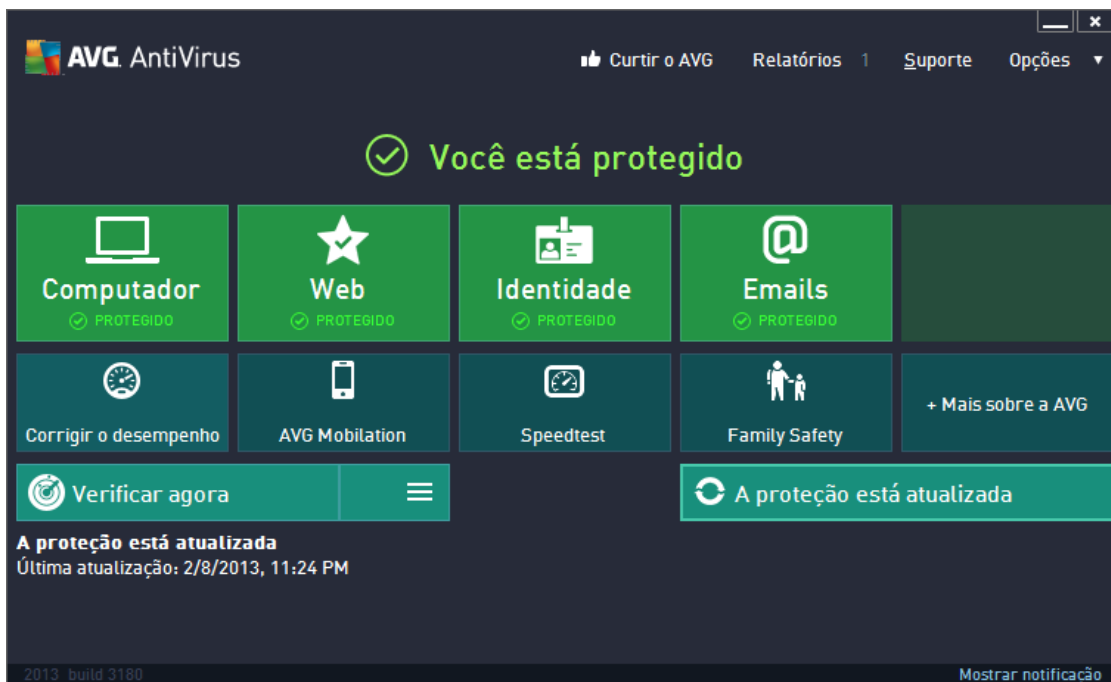 AVG. AntiVirus
Curtir o AVG Relatórios 1 Suporte Opções
Você está protegido
Computador Web Identidade Emails
PROTEGIDO PROTEGIDO PROTEGIDO PROTEGIDO
+ Mais sobre a AVG
Corrigir o desempenho AVG Mobilation Speedtest Family Safety
Verificar agora A proteção está atualizada
A proteção está atualizada
Última atualização: 2/8/2013, 11:24 PM
2013 build 3180 Mostrar notificação